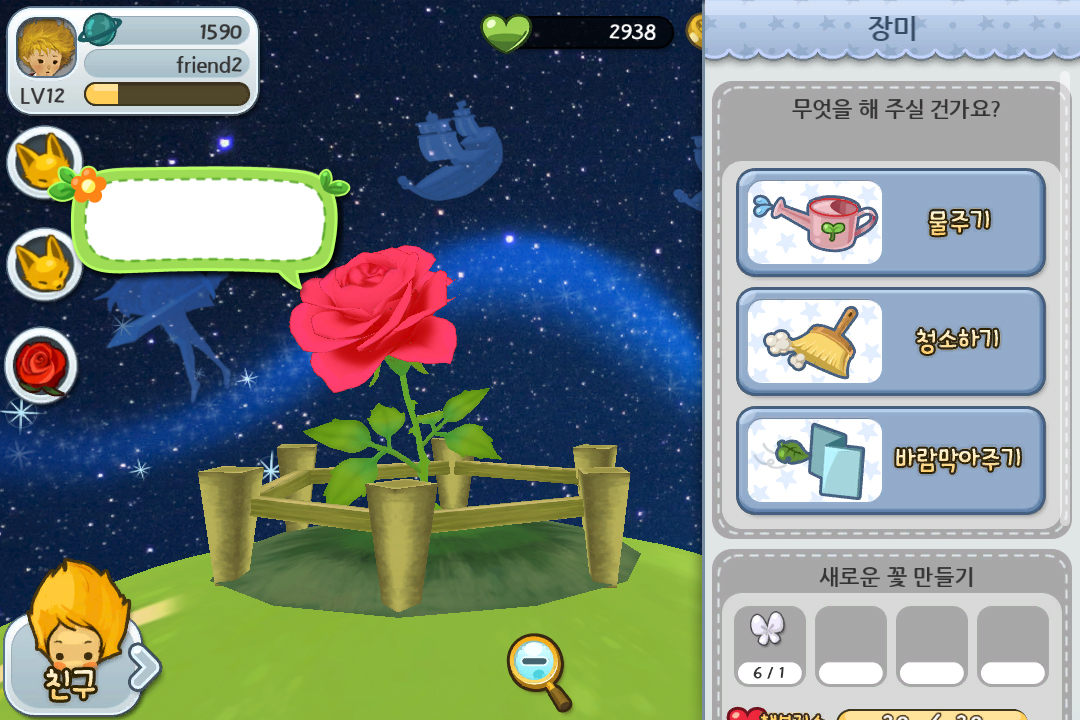 1590
friend2
LV12
2938
장미
무엇을 해 주실 건가요?
물주기
청소하기
바람막아주기
새로운 꽃 만들기
6 / 1
친구